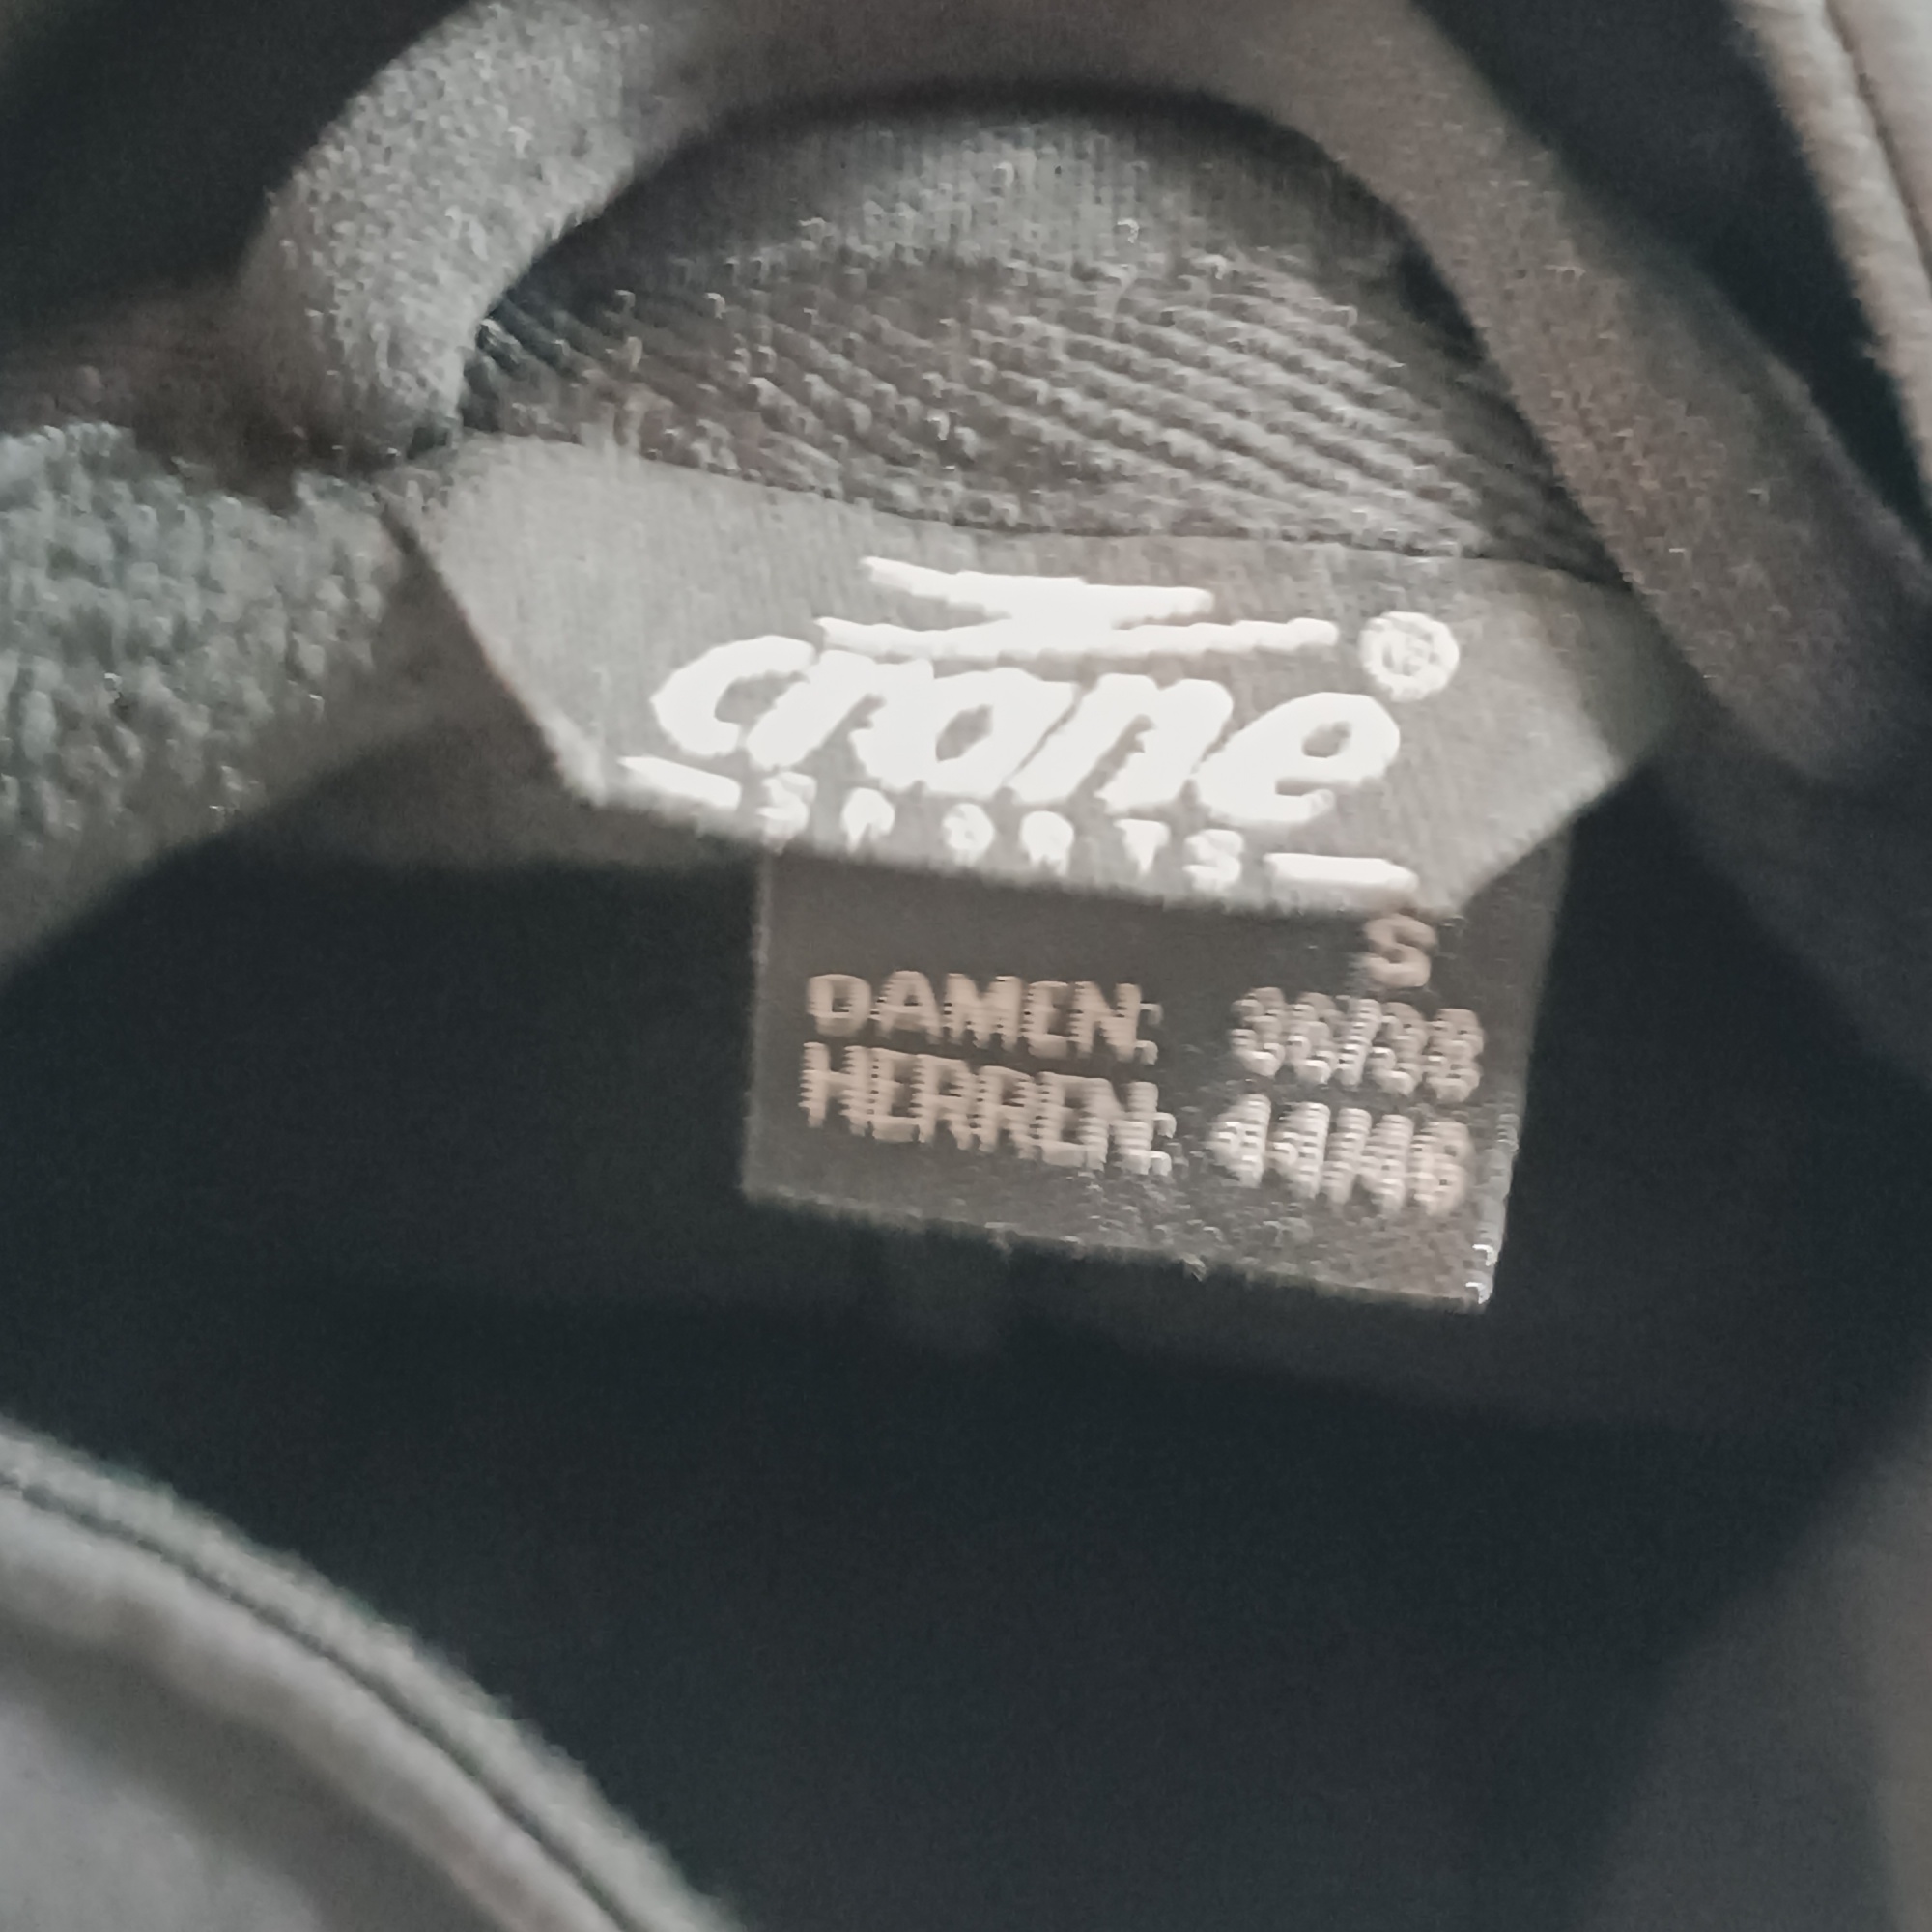 crane®
SPORTS
S
DAMEN: 36/38
HERREN: 44/46